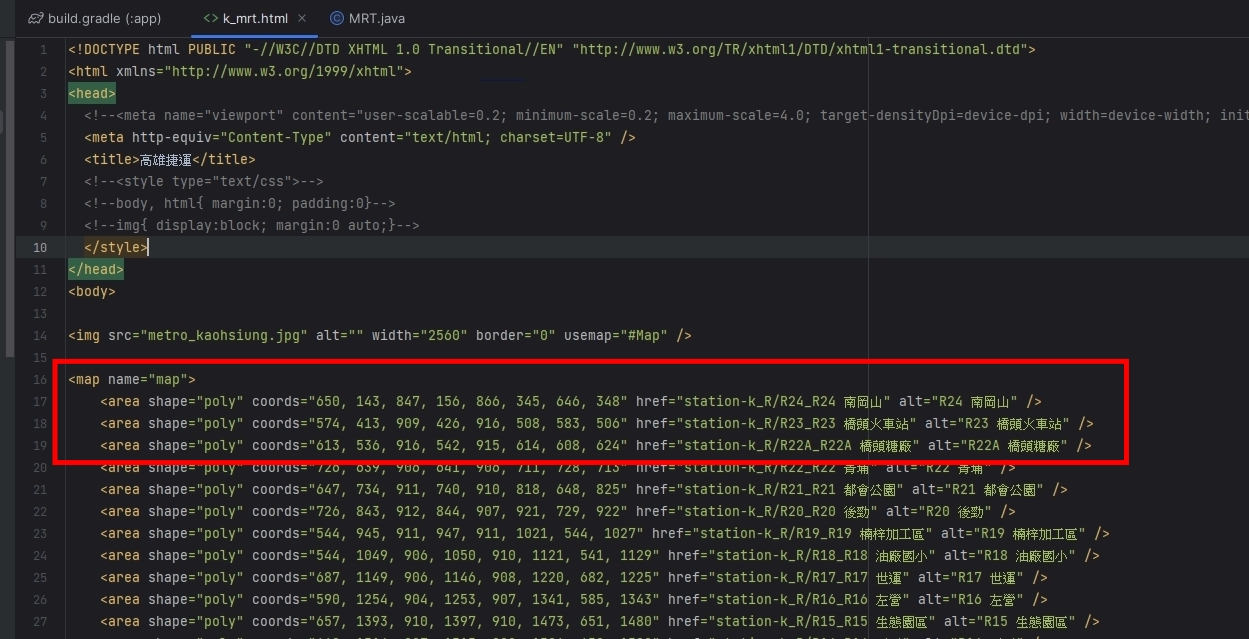 build.gradle (:app) k_mrt.html MRT.java
1 <!DOCTYPE html PUBLIC "-//W3C//DTD XHTML 1.0 Transitional//EN" "http://www.w3.org/TR/xhtml1/DTD/xhtml1-transitional.dtd">
2 <html xmlns="http://www.w3.org/1999/xhtml">
3 <head>
4 <!--<meta name="viewport" content="user-scalable=0.2; minimum-scale=0.2; maximum-scale=4.0; target-densityDpi=device-dpi; width=device-width; init
5 <meta http-equiv="Content-Type" content="text/html; charset=UTF-8" />
6 <title>高雄捷運</title>
7 <!--<style type="text/css">-->
8 <!--body, html{ margin:0; padding:0}-->
9 <!--img{ display:block; margin:0 auto;}-->
10 </style>
11 </head>
12 <body>
13
14 <img src="metro_kaohsiung.jpg" alt="" width="2560" border="0" usemap="#Map" />
15
16 <map name="map">
17 <area shape="poly" coords="650, 143, 847, 156, 866, 345, 646, 348" href="station-k_R/R24_R24 南岡山" alt="R24 南岡山" />
18 <area shape="poly" coords="574, 413, 909, 426, 916, 508, 583, 506" href="station-k_R/R23_R23 橋頭火車站" alt="R23 橋頭火車站" />
19 <area shape="poly" coords="613, 536, 916, 542, 915, 614, 608, 624" href="station-k_R/R22A_R22A 橋頭糖廠" alt="R22A 橋頭糖廠" />
20 <area shape="poly" coords="728, 639, 908, 641, 908, 711, 728, 713" href="station-k_R/R22_R22 青埔" alt="R22 青埔" />
21 <area shape="poly" coords="647, 734, 911, 740, 910, 818, 648, 825" href="station-k_R/R21_R21 都會公園" alt="R21 都會公園" />
22 <area shape="poly" coords="726, 843, 912, 844, 907, 921, 729, 922" href="station-k_R/R20_R20 後勁" alt="R20 後勁" />
23 <area shape="poly" coords="544, 945, 911, 947, 911, 1021, 544, 1027" href="station-k_R/R19_R19 楠梓加工區" alt="R19 楠梓加工區" />
24 <area shape="poly" coords="544, 1049, 906, 1050, 910, 1121, 541, 1129" href="station-k_R/R18_R18 油廠國小" alt="R18 油廠國小" />
25 <area shape="poly" coords="687, 1149, 906, 1146, 908, 1220, 682, 1225" href="station-k_R/R17_R17 世運" alt="R17 世運" />
26 <area shape="poly" coords="590, 1254, 904, 1253, 907, 1341, 585, 1343" href="station-k_R/R16_R16 左營" alt="R16 左營" />
27 <area shape="poly" coords="657, 1393, 910, 1397, 910, 1473, 651, 1480" href="station-k_R/R15_R15 生態園區" alt="R15 生態園區" />